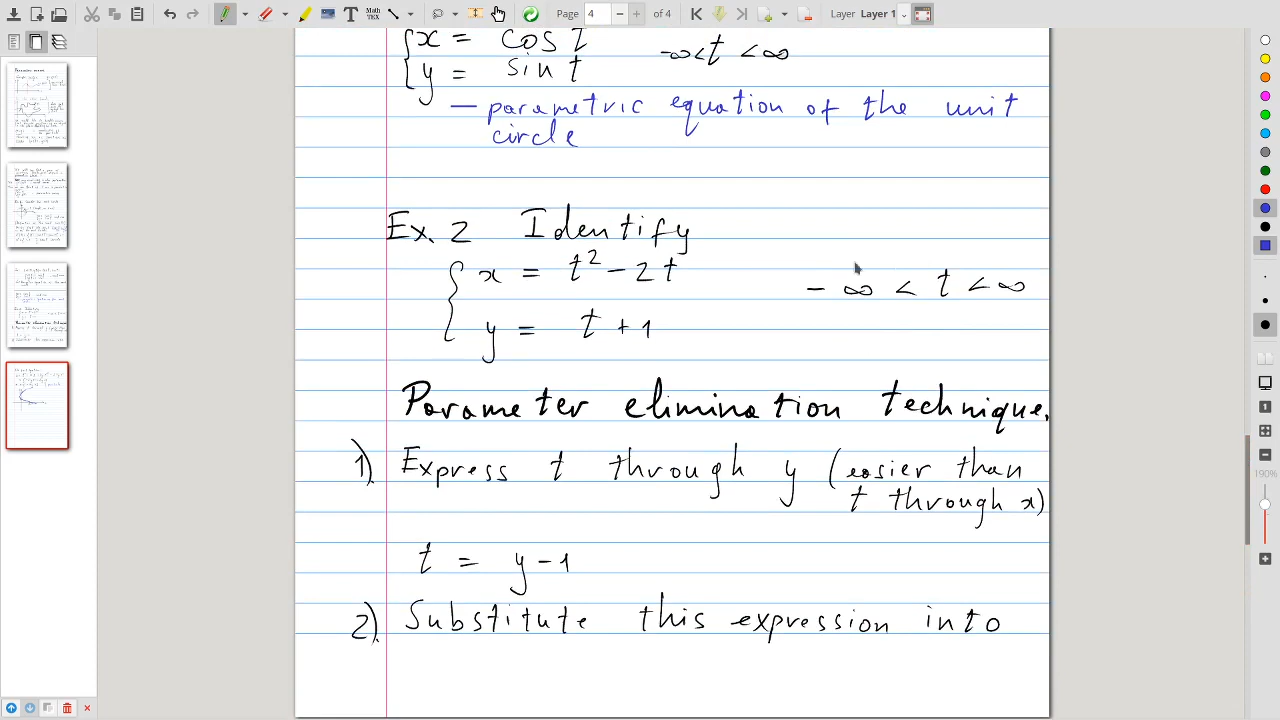 Page 4 of 4 Layer Layer 1
x = cos t
-∞<t <∞
y = sin t
— parametric equation of the unit
circle
Ex. 2 Identify
x = t² - 2t
- ∞ < t < ∞
y = t + 1
Parameter elimination technique.
1). Express t through y (easier than
t through x)
t = y - 1
2). Substitute this expression into
190%